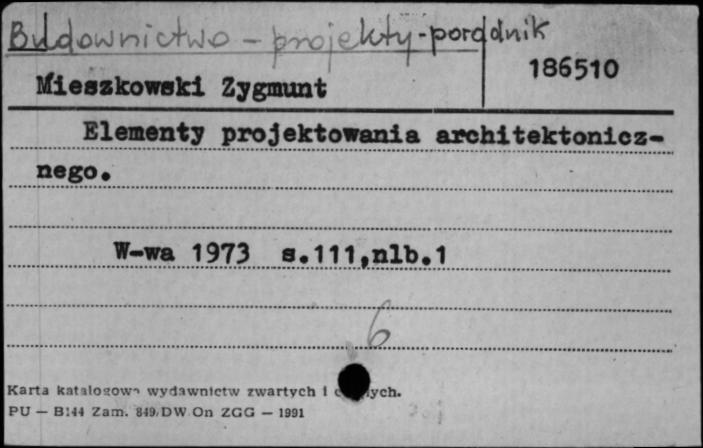 Budownictwo - projekty - poradnik
186510
Mieszkowski Zygmunt
Elementy projektowania architektonicz-
nego.
W-wa 1973 s.111,nlb.1
6
Karta katalogowa wydawnictw zwartych i
PU — B144 Zam. 849/DW On ZGG — 1991